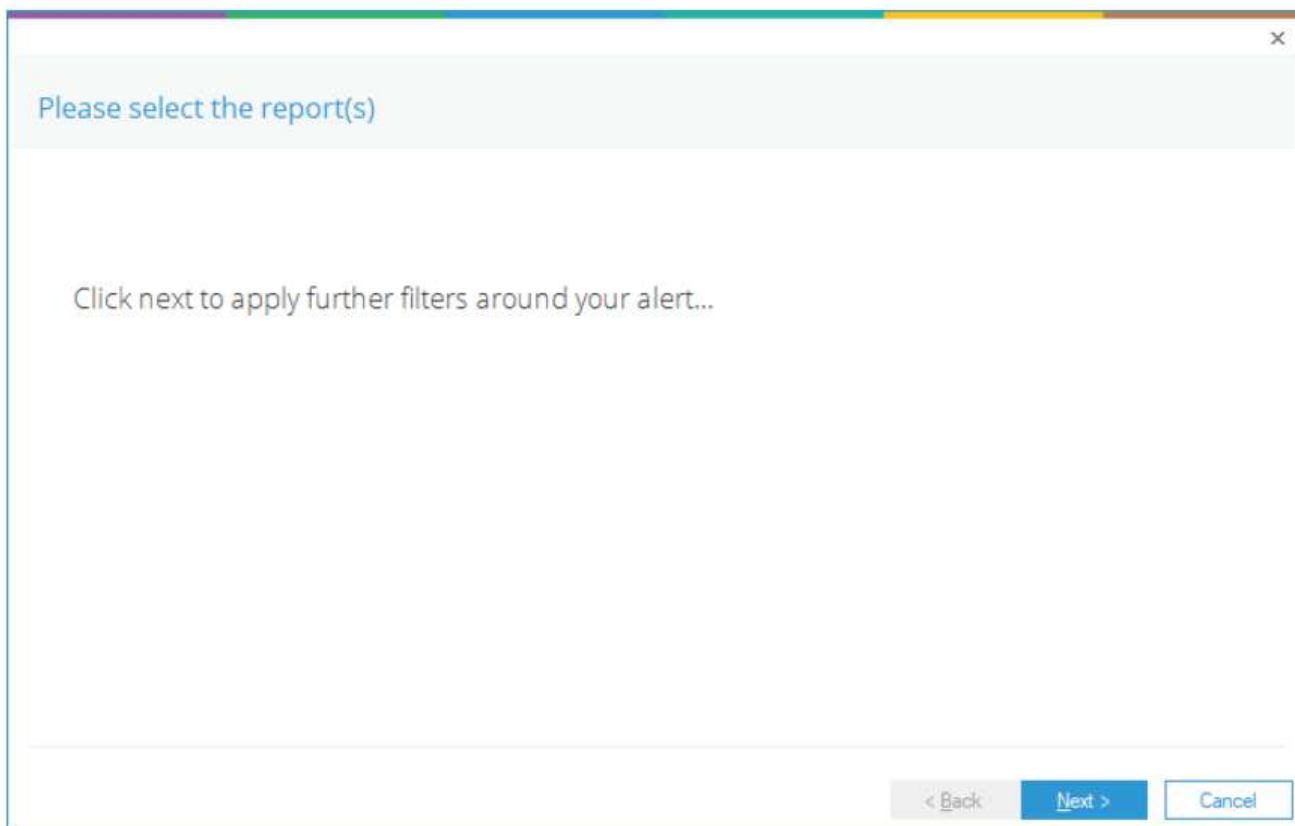 ×
Please select the report(s)
Click next to apply further filters around your alert...
< Back
Next >
Cancel